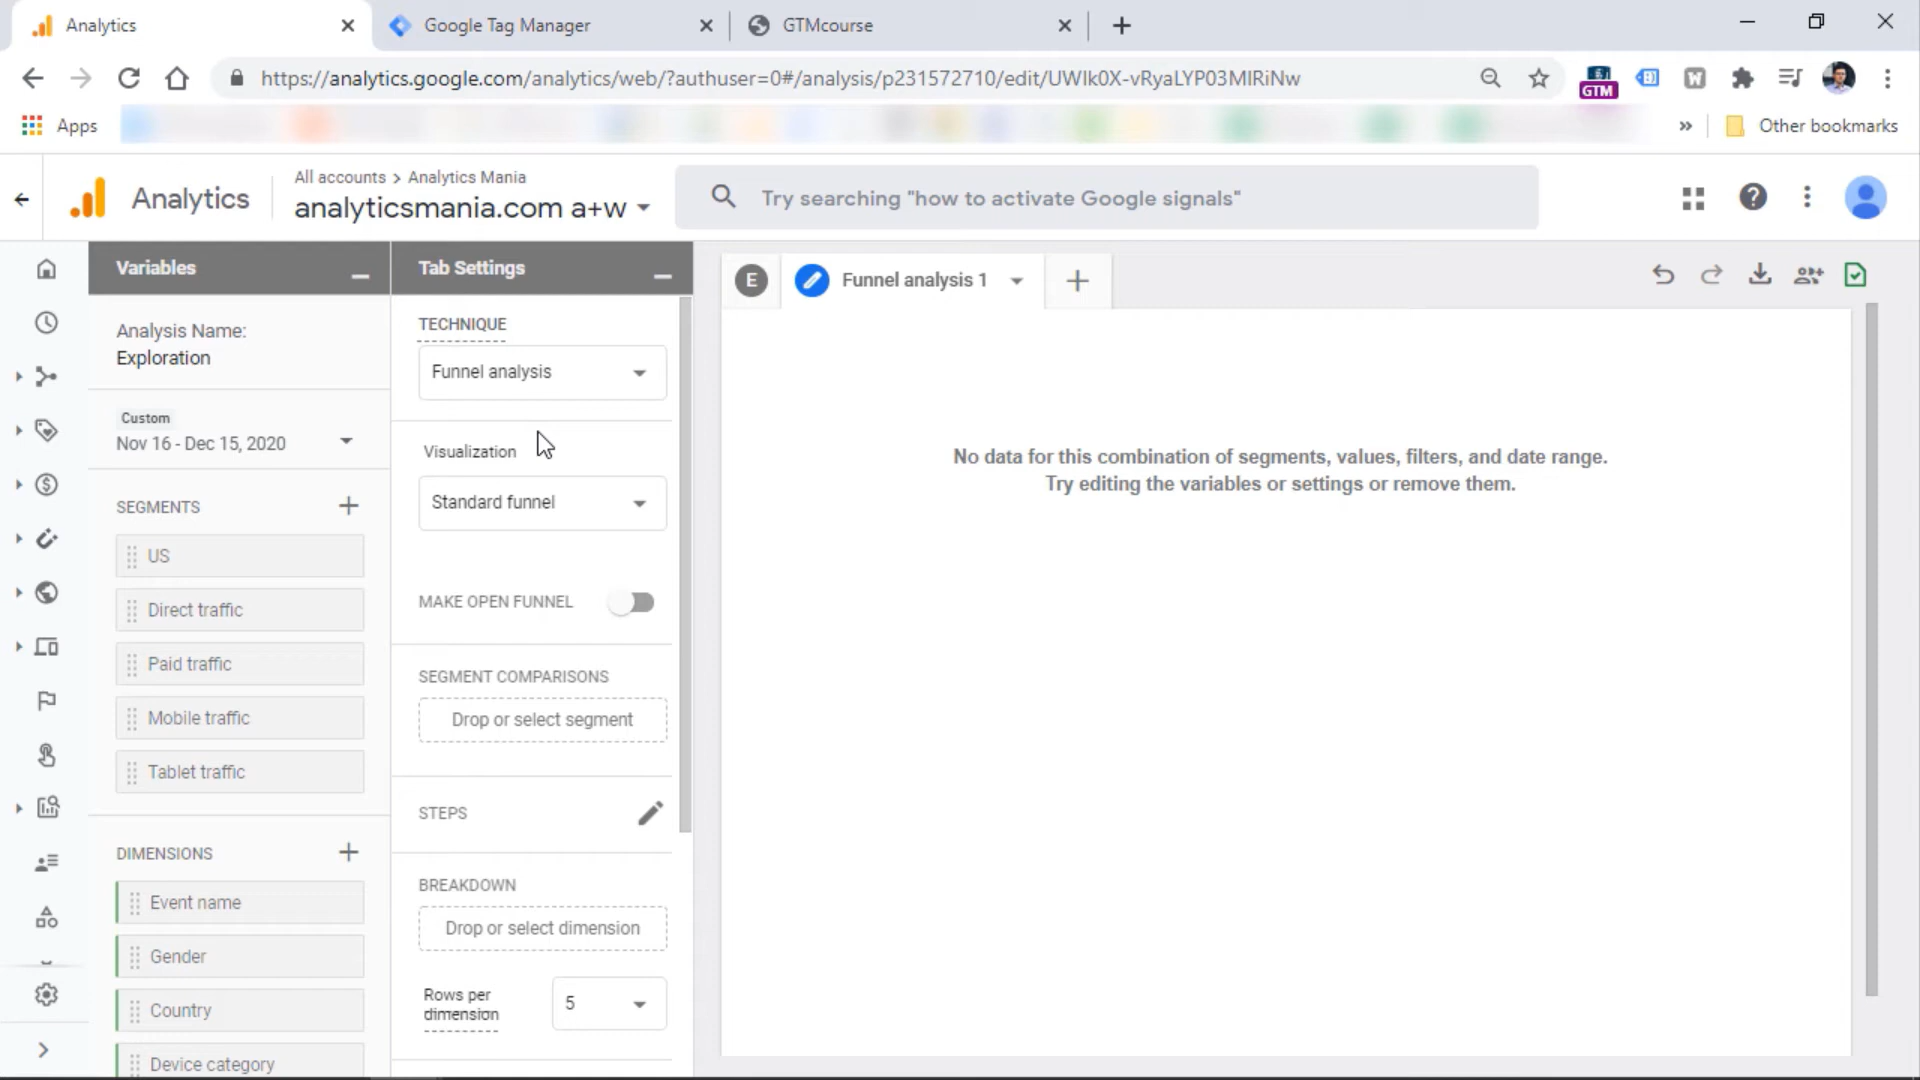 Analytics
Google Tag Manager
GTMcourse
https://analytics.google.com/analytics/web/?authuser=0#/analysis/p231572710/edit/UWIk0X-vRyaLYP03MIRiNw
GTM
Apps
Other bookmarks
Analytics
All accounts > Analytics Mania
analyticsmania.com a+w
Try searching "how to activate Google signals"
Variables
Analysis Name:
Exploration
Custom
Nov 16 - Dec 15, 2020
SEGMENTS
US
Direct traffic
Paid traffic
Mobile traffic
Tablet traffic
DIMENSIONS
Event name
Gender
Country
Device category
Tab Settings
TECHNIQUE
Funnel analysis
Visualization
Standard funnel
MAKE OPEN FUNNEL
SEGMENT COMPARISONS
Drop or select segment
STEPS
BREAKDOWN
Drop or select dimension
Rows per
dimension
5
E
Funnel analysis 1
No data for this combination of segments, values, filters, and date range.
Try editing the variables or settings or remove them.